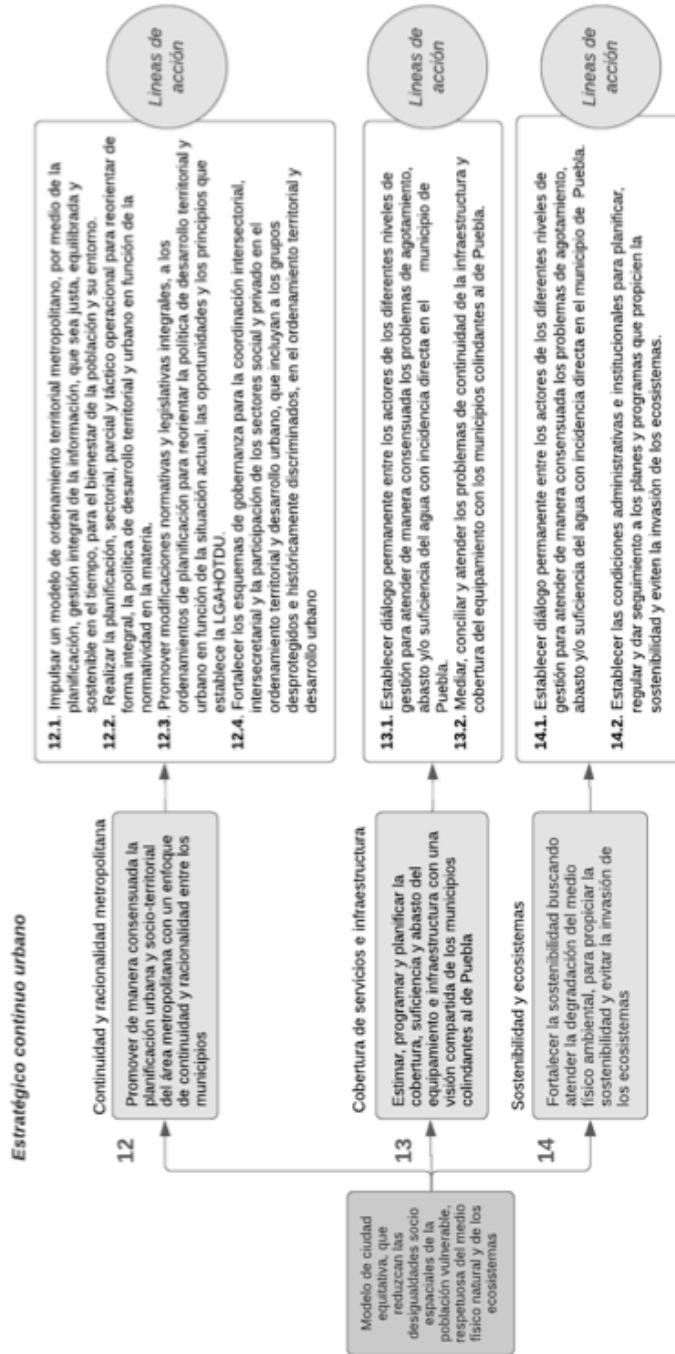 Estratégico continuo urbano
Modelo de ciudad
equitativa, que
reduzcan las
desigualdades socio
espaciales de la
población vulnerable,
respetuosa del medio
físico natural y de los
ecosistemas
12
Continuidad y racionalidad metropolitana
Promover de manera consensuada la
planificación urbana y socio-territorial
del área metropolitana con un enfoque
de continuidad y racionalidad entre los
municipios
12.1. Impulsar un modelo de ordenamiento territorial metropolitano, por medio de la
planificación, gestión integral de la información, que sea justa, equilibrada y
sostenible en el tiempo, para el bienestar de la población y su entorno.
12.2. Realizar la planificación, sectorial, parcial y táctico operacional para reorientar de
forma integral, la política de desarrollo territorial y urbano en función de la
normatividad en la materia.
12.3. Promover modificaciones normativas y legislativas integrales, a los
ordenamientos de planificación para reorientar la política de desarrollo territorial y
urbano en función de la situación actual, las oportunidades y los principios que
establece la LGAHOTDU.
12.4. Fortalecer los esquemas de gobernanza para la coordinación intersectorial,
intersecretarial y la participación de los sectores social y privado en el
ordenamiento territorial y desarrollo urbano, que incluyan a los grupos
desprotegidos e históricamente discriminados, en el ordenamiento territorial y
desarrollo urbano
Lineas de
acción
13
Cobertura de servicios e infraestructura
Estimar, programar y planificar la
cobertura, suficiencia y abasto del
equipamiento e infraestructura con una
visión compartida de los municipios
colindantes al de Puebla
13.1. Establecer diálogo permanente entre los actores de los diferentes niveles de
gestión para atender de manera consensuada los problemas de agotamiento,
abasto y/o suficiencia del agua con incidencia directa en el municipio de
Puebla.
13.2. Mediar, conciliar y atender los problemas de continuidad de la infraestructura y
cobertura del equipamiento con los municipios colindantes al de Puebla.
Lineas de
acción
14
Sostenibilidad y ecosistemas
Fortalecer la sostenibilidad buscando
atender la degradación del medio
físico ambiental, para propiciar la
sostenibilidad y evitar la invasión de
los ecosistemas
14.1. Establecer diálogo permanente entre los actores de los diferentes niveles de
gestión para atender de manera consensuada los problemas de agotamiento,
abasto y/o suficiencia del agua con incidencia directa en el municipio de Puebla.
14.2. Establecer las condiciones administrativas e institucionales para planificar,
regular y dar seguimiento a los planes y programas que propicien la
sostenibilidad y eviten la invasión de los ecosistemas.
Lineas de
acción